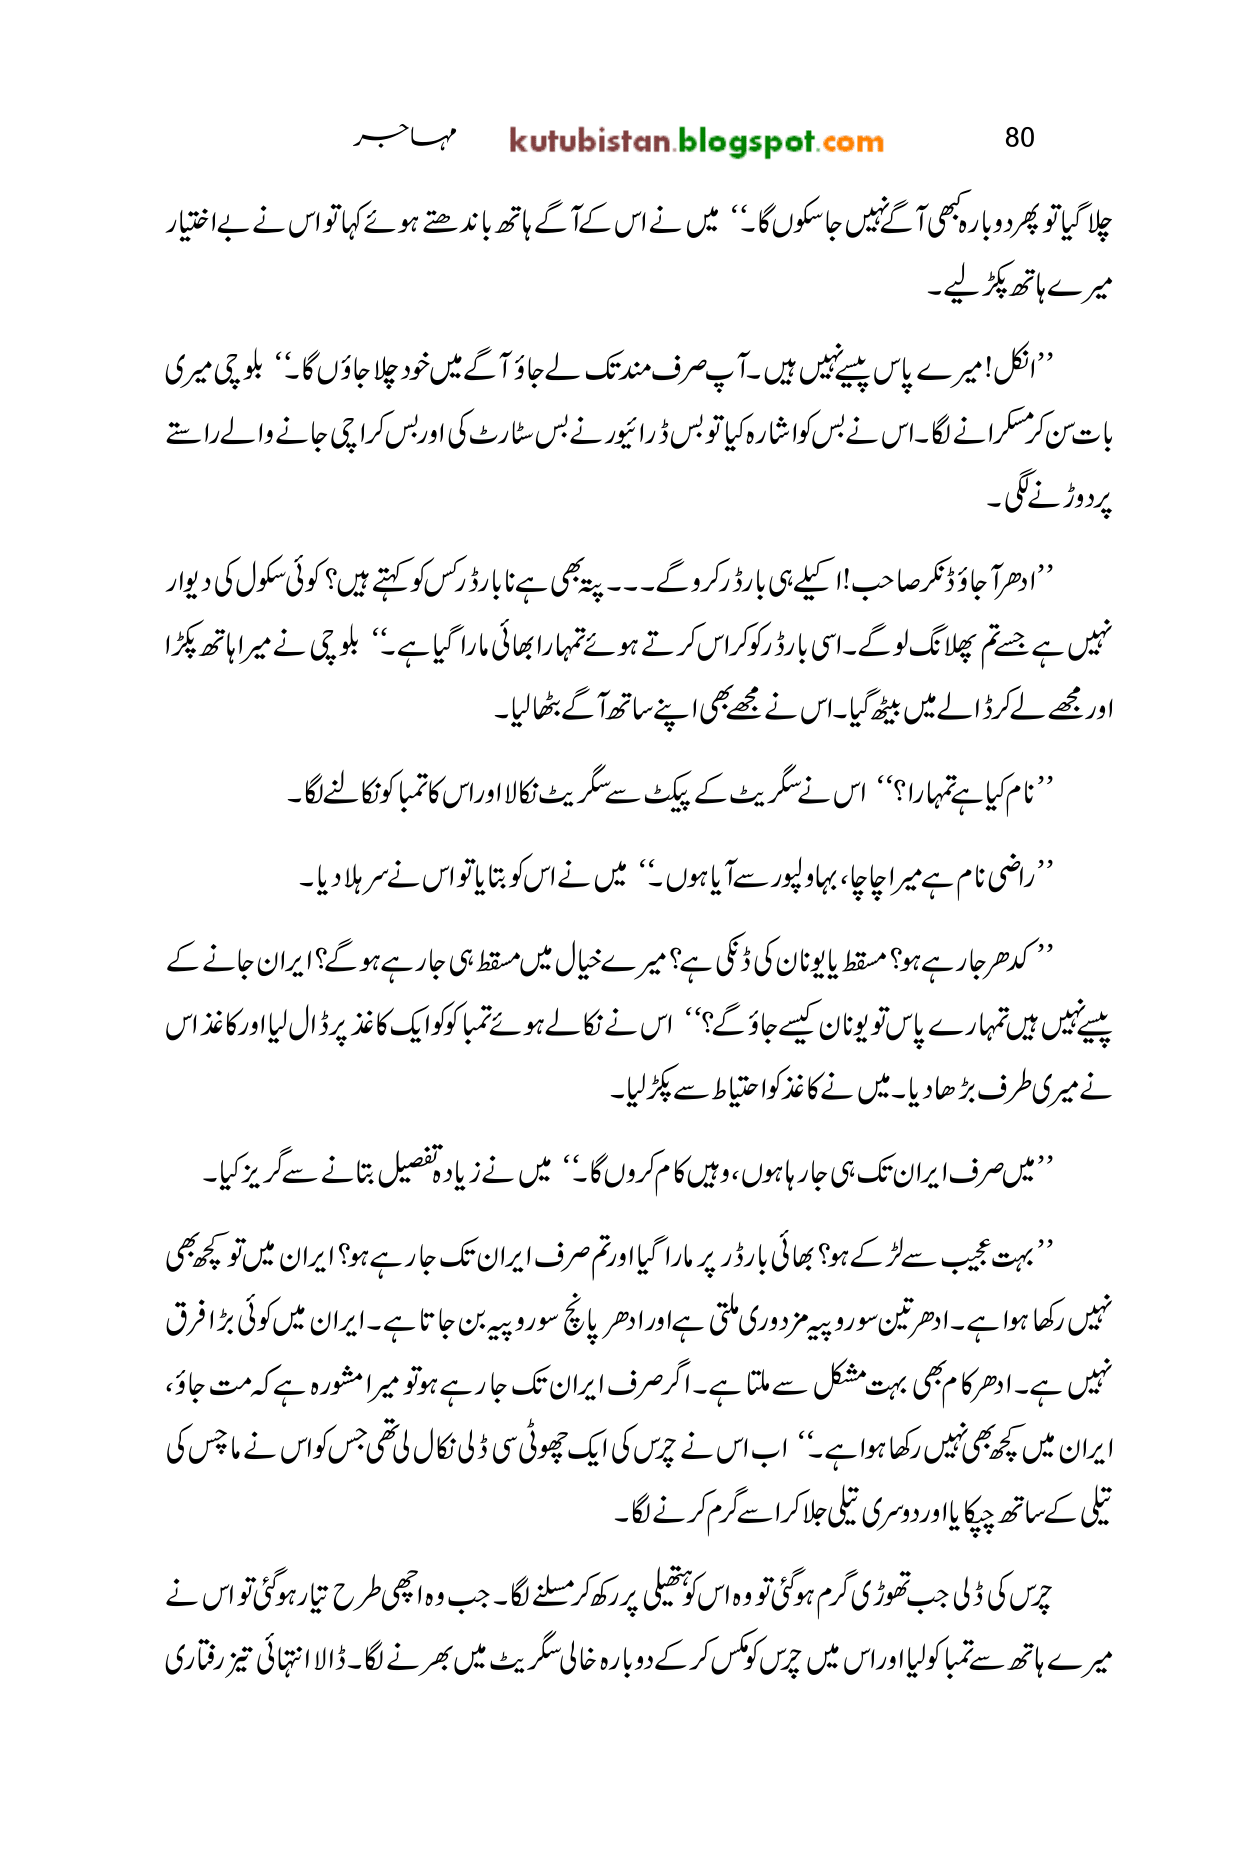 80 kutubistan.blogspot.com مہاجر
چلا گیا تو پھر دوبارہ کبھی آگے نہیں جا سکوں گا۔‘‘ میں نے اس کے آگے ہاتھ باندھتے ہوئے کہا تو اس نے بے اختیار
میرے ہاتھ پکڑ لیے۔
’’انکل! میرے پاس پیسے نہیں ہیں۔ آپ صرف مند تک لے جاؤ آگے میں خود چلا جاؤں گا۔‘‘ بلوچی میری
بات سن کر مسکرانے لگا۔ اس نے بس کو اشارہ کیا تو بس ڈرائیور نے بس سٹارٹ کی اور بس کراچی جانے والے راستے
پر دوڑنے لگی۔
’’ادھر آ جاؤ ڈنکر صاحب! اکیلے ہی بارڈر کرو گے۔۔۔ پتہ بھی ہے نا بارڈر کس کو کہتے ہیں؟ کوئی سکول کی دیوار
نہیں ہے جسے تم پھلانگ لو گے۔ اسی بارڈر کو کراس کرتے ہوئے تمہارا بھائی مارا گیا ہے۔‘‘ بلوچی نے میرا ہاتھ پکڑا
اور مجھے لے کر ڈالے میں بیٹھ گیا۔ اس نے مجھے بھی اپنے ساتھ آگے بٹھا لیا۔
’’نام کیا ہے تمہارا؟‘‘ اس نے سگریٹ کے پیکٹ سے سگریٹ نکالا اور اس کا تمباکو نکالنے لگا۔
’’راضی نام ہے میرا چاچا، بہاولپور سے آیا ہوں۔‘‘ میں نے اس کو بتایا تو اس نے سر ہلا دیا۔
’’کدھر جا رہے ہو؟ مسقط یا یونان کی ڈنکی ہے؟ میرے خیال میں مسقط ہی جا رہے ہو گے؟ ایران جانے کے
پیسے نہیں ہیں تمہارے پاس تو یونان کیسے جاؤ گے؟‘‘ اس نے نکالے ہوئے تمباکو کو ایک کاغذ پر ڈال لیا اور کاغذ اس
نے میری طرف بڑھا دیا۔ میں نے کاغذ کو احتیاط سے پکڑ لیا۔
’’میں صرف ایران تک ہی جا رہا ہوں، وہیں کام کروں گا۔‘‘ میں نے زیادہ تفصیل بتانے سے گریز کیا۔
’’بہت عجیب سے لڑکے ہو؟ بھائی بارڈر پر مارا گیا اور تم صرف ایران تک جا رہے ہو؟ ایران میں تو کچھ بھی
نہیں رکھا ہوا ہے۔ ادھر تین سو روپیہ مزدوری ملتی ہے اور ادھر پانچ سو روپیہ بن جاتا ہے۔ ایران میں کوئی بڑا فرق
نہیں ہے۔ ادھر کام بھی بہت مشکل سے ملتا ہے۔ اگر صرف ایران تک جا رہے ہو تو میرا مشورہ ہے کہ مت جاؤ،
ایران میں کچھ بھی نہیں رکھا ہوا ہے۔‘‘ اب اس نے چرس کی ایک چھوٹی سی ڈلی نکال لی تھی جس کو اس نے ماچس کی
تیلی کے ساتھ چپکایا اور دوسری تیلی جلا کر اسے گرم کرنے لگا۔
چرس کی ڈلی جب تھوڑی گرم ہو گئی تو وہ اس کو ہتھیلی پر رکھ کر مسلنے لگا۔ جب وہ اچھی طرح تیار ہو گئی تو اس نے
میرے ہاتھ سے تمباکو لیا اور اس میں چرس کو مکس کر کے دوبارہ خالی سگریٹ میں بھرنے لگا۔ ڈالا انتہائی تیز رفتاری